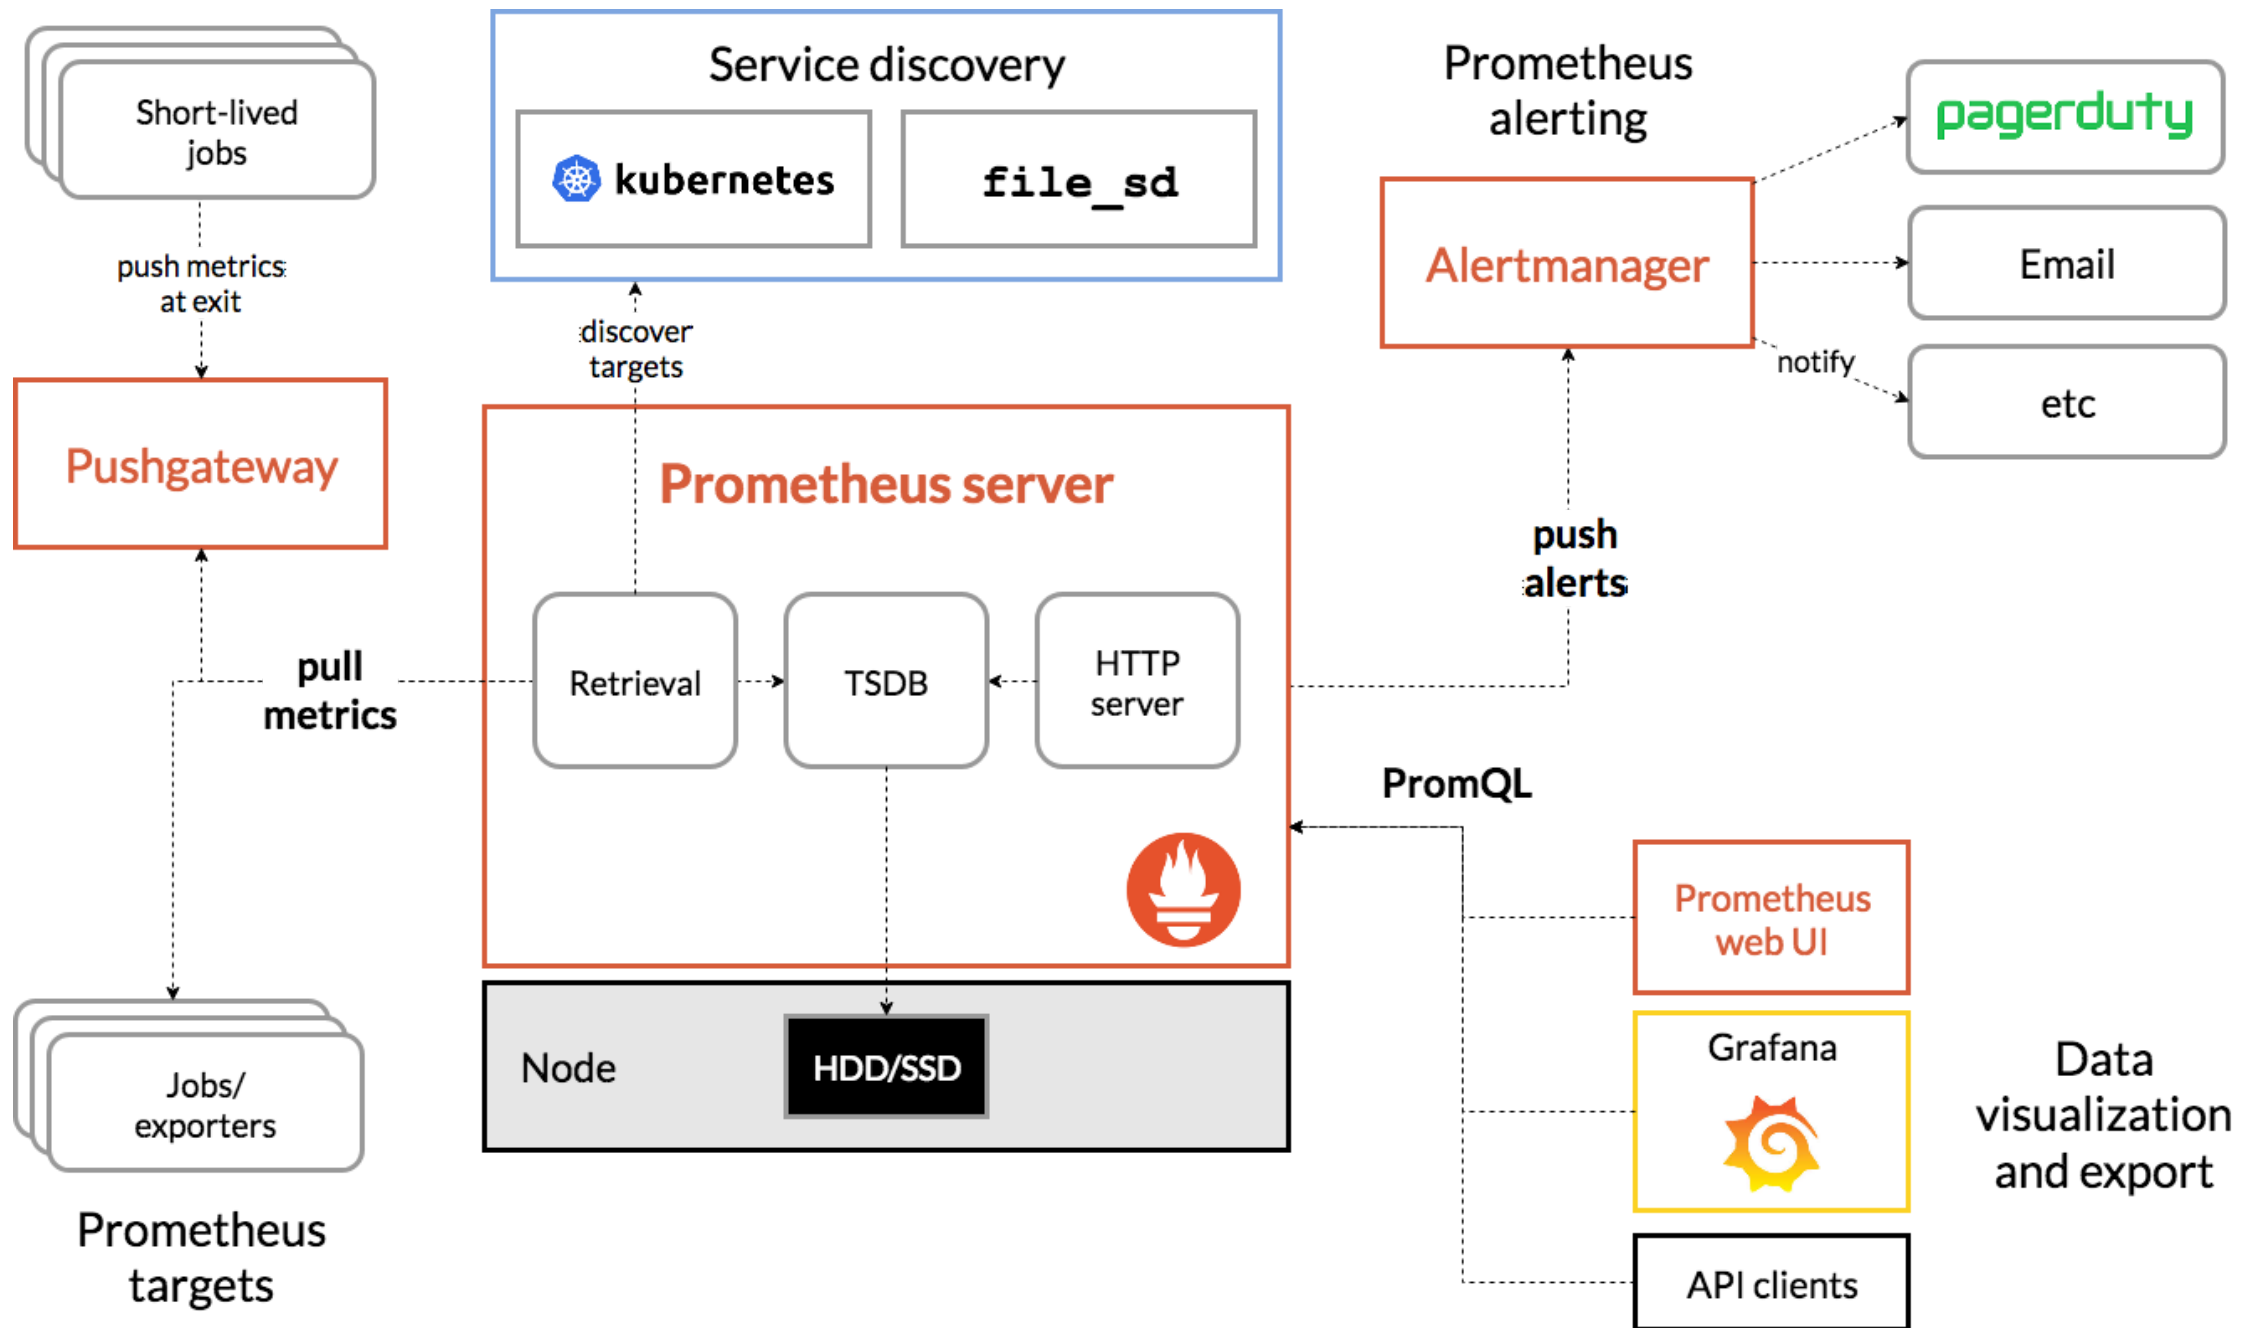 Short-lived
jobs
push metrics
at exit
Pushgateway
pull
metrics
Jobs/
exporters
Prometheus
targets
Service discovery
kubernetes
file_sd
discover
targets
Prometheus server
Retrieval
TSDB
HTTP
server
Node
HDD/SSD
Prometheus
alerting
Alertmanager
pagerduty
Email
notify
etc
push
alerts
PromQL
Prometheus
web UI
Grafana
API clients
Data
visualization
and export